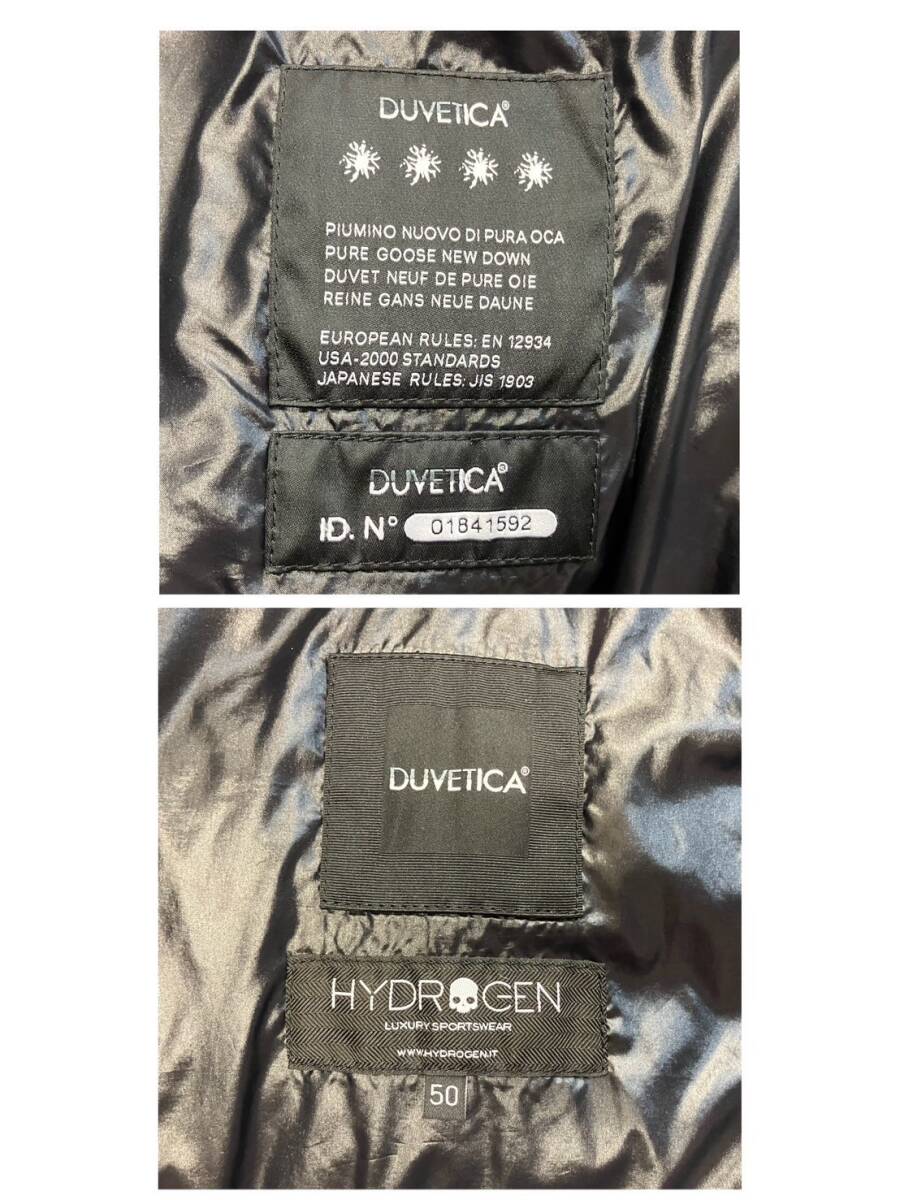 DUVETICA®
PIUMINO NUOVO DI PURA OCA
PURE GOOSE NEW DOWN
DUVET NEUF DE PURE OIE
REINE GANS NEUE DAUNE
EUROPEAN RULES: EN 12934
USA-2000 STANDARDS
JAPANESE RULES: JIS 1903
DUVETICA®
ID. N° 01841592
DUVETICA®
HYDROGEN
LUXURY SPORTSWEAR
WWW.HYDROGEN.IT
50